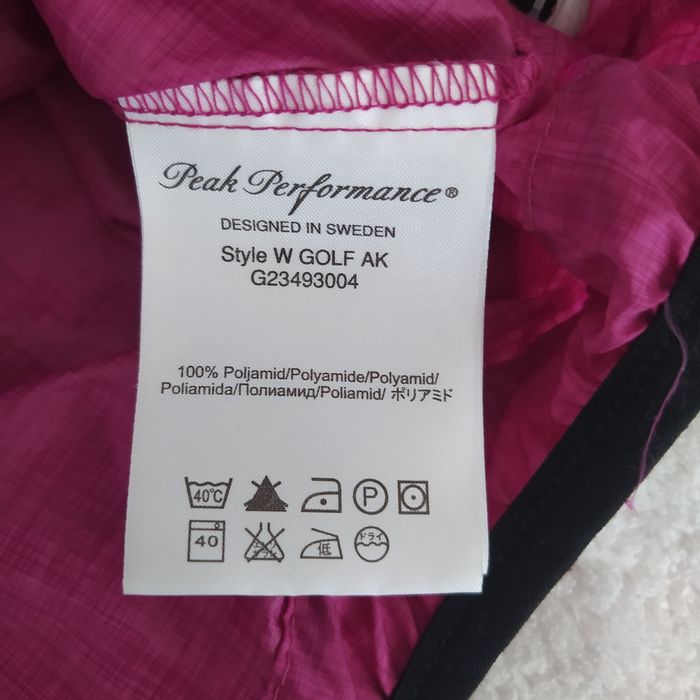 Peak Performance®
DESIGNED IN SWEDEN
Style W GOLF AK
G23493004
100% Poljamid/Polyamide/Polyamid/
Poliamida/Полиамид/Poliamid/ ポリアミド
40°C P
40 低 ドライ